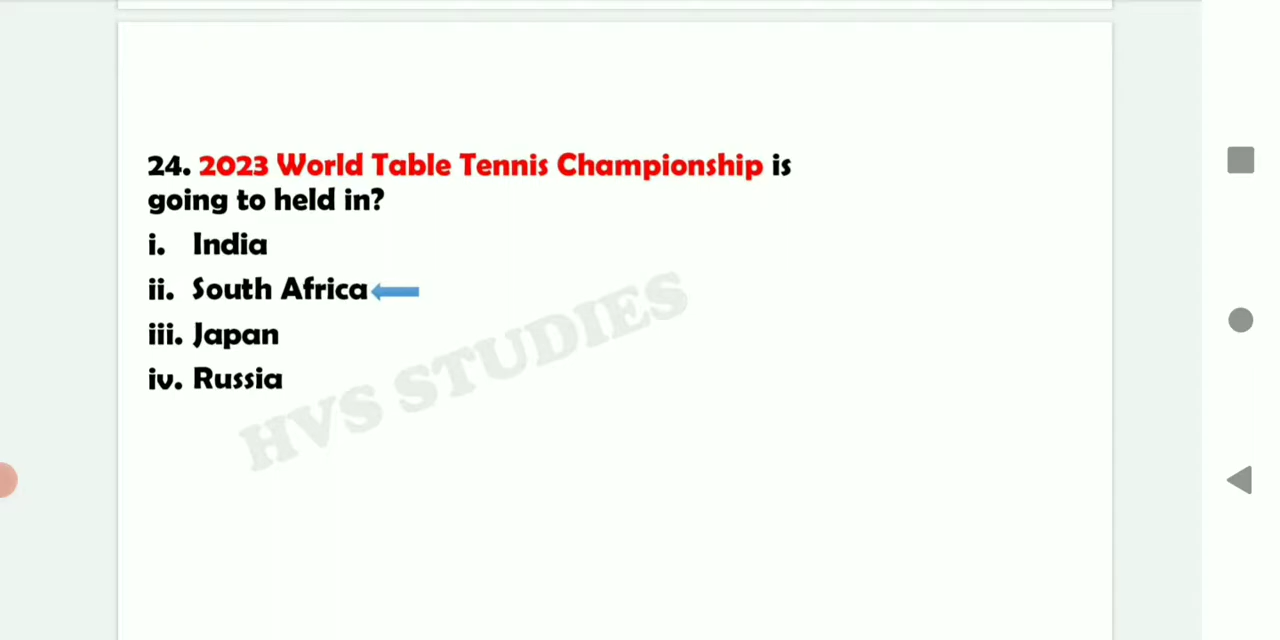 24. 2023 World Table Tennis Championship is
going to held in?
i. India
ii. South Africa
iii. Japan
iv. Russia
HVS STUDIES